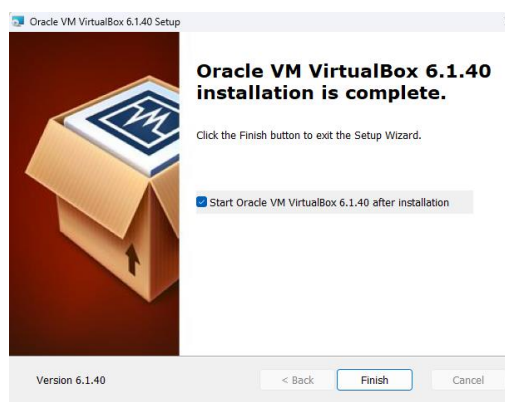 Oracle VM VirtualBox 6.1.40 Setup
Oracle VM VirtualBox 6.1.40
installation is complete.
Click the Finish button to exit the Setup Wizard.
Start Oracle VM VirtualBox 6.1.40 after installation
Version 6.1.40
< Back
Finish
Cancel